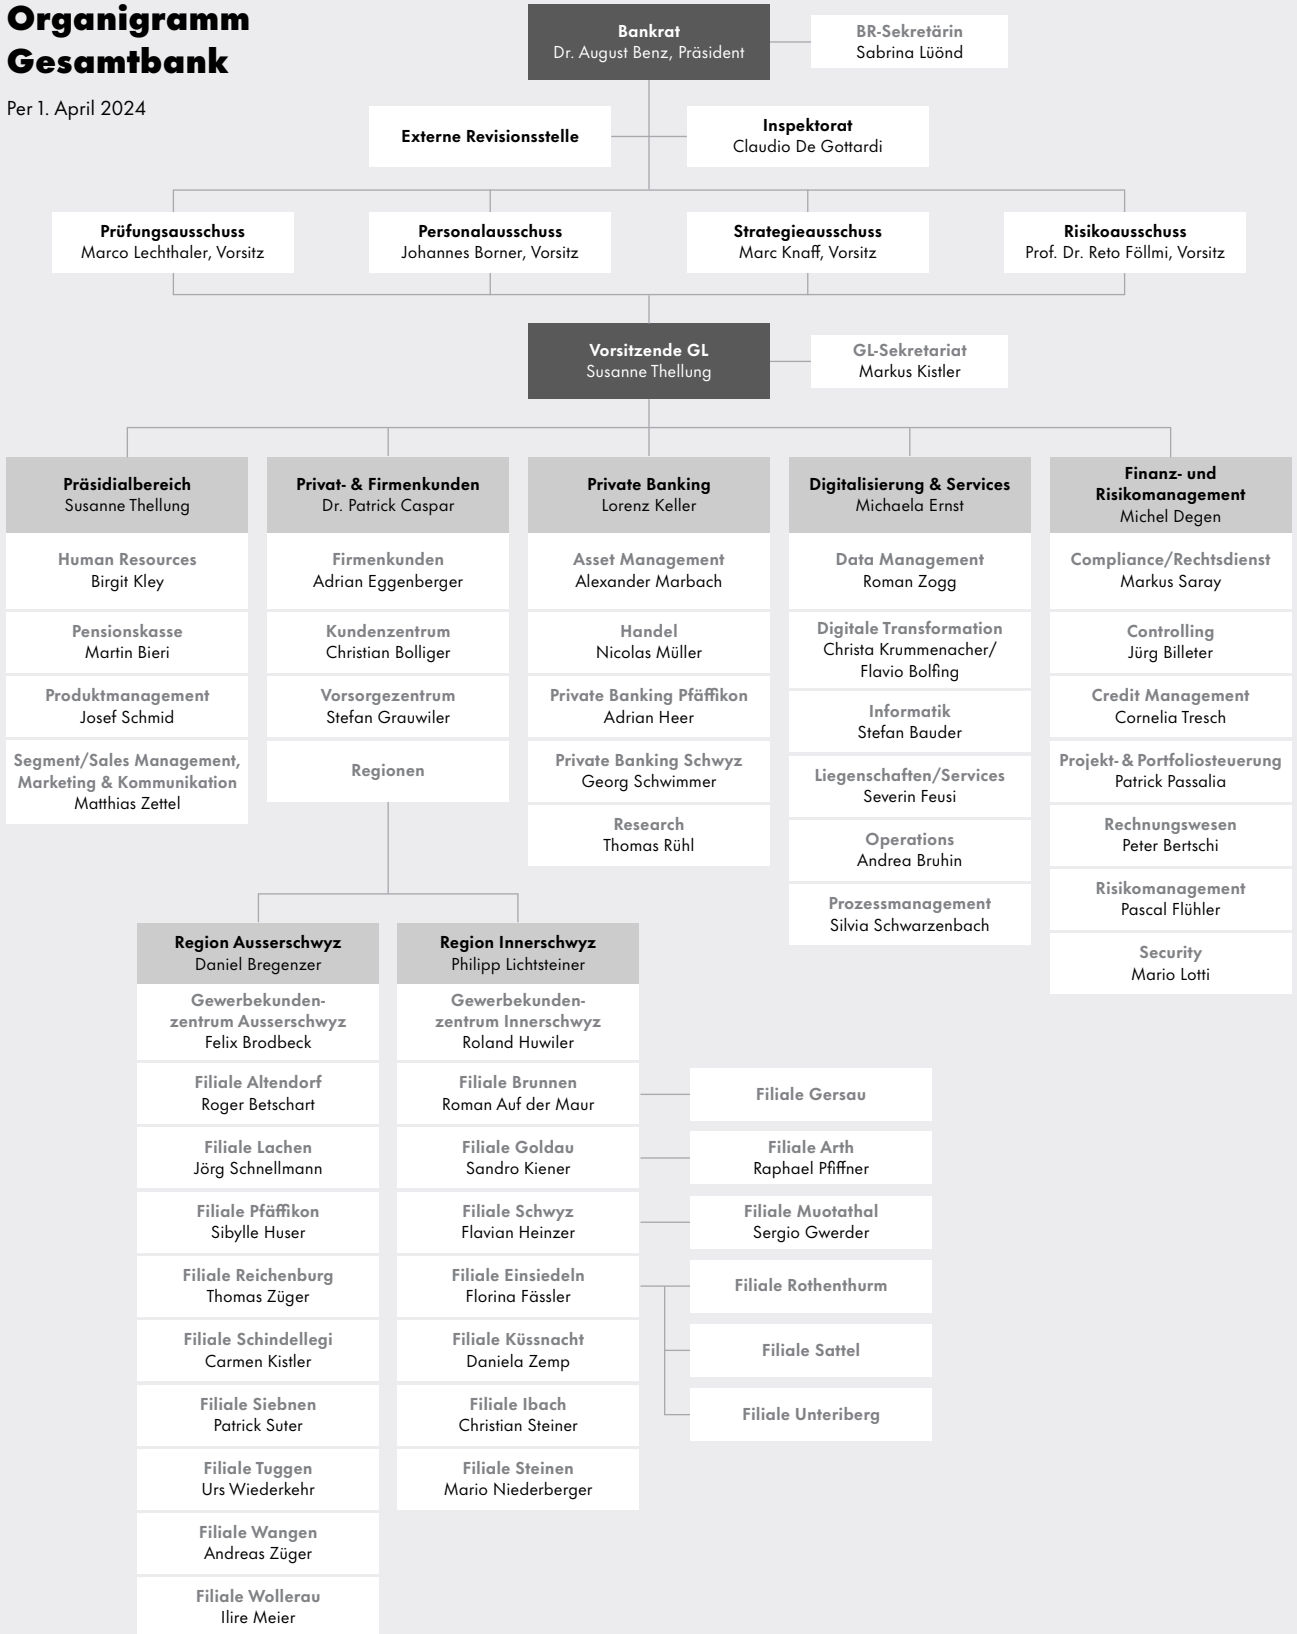 Organigramm
Gesamtbank
Per 1. April 2024
Bankrat
Dr. August Benz, Präsident
BR-Sekretärin
Sabrina Lüönd
Externe Revisionsstelle
Inspektorat
Claudio De Gottardi
Prüfungsausschuss
Marco Lechthaler, Vorsitz
Personalausschuss
Johannes Borner, Vorsitz
Strategieausschuss
Marc Knaff, Vorsitz
Risikoausschuss
Prof. Dr. Reto Föllmi, Vorsitz
Vorsitzende GL
Susanne Thellung
GL-Sekretariat
Markus Kistler
Präsidialbereich
Susanne Thellung
Human Resources
Birgit Kley
Pensionskasse
Martin Bieri
Produktmanagement
Josef Schmid
Segment/Sales Management,
Marketing & Kommunikation
Matthias Zettel
Privat- & Firmenkunden
Dr. Patrick Caspar
Firmenkunden
Adrian Eggenberger
Kundenzentrum
Christian Bolliger
Vorsorgezentrum
Stefan Grauwiler
Regionen
Private Banking
Lorenz Keller
Asset Management
Alexander Marbach
Handel
Nicolas Müller
Private Banking Pfäffikon
Adrian Heer
Private Banking Schwyz
Georg Schwimmer
Research
Thomas Rühl
Digitalisierung & Services
Michaela Ernst
Data Management
Roman Zogg
Digitale Transformation
Christa Krummenacher/
Flavio Bolfing
Informatik
Stefan Bauder
Liegenschaften/Services
Severin Feusi
Operations
Andrea Bruhin
Prozessmanagement
Silvia Schwarzenbach
Finanz- und
Risikomanagement
Michel Degen
Compliance/Rechtsdienst
Markus Saray
Controlling
Jürg Billeter
Credit Management
Cornelia Tresch
Projekt- & Portfoliosteuerung
Patrick Passalia
Rechnungswesen
Peter Bertschi
Risikomanagement
Pascal Flühler
Security
Mario Lotti
Region Ausserschwyz
Daniel Bregenzer
Gewerbekunden-
zentrum Ausserschwyz
Felix Brodbeck
Filiale Altendorf
Roger Betschart
Filiale Lachen
Jörg Schnellmann
Filiale Pfäffikon
Sibylle Huser
Filiale Reichenburg
Thomas Züger
Filiale Schindellegi
Carmen Kistler
Filiale Siebnen
Patrick Suter
Filiale Tuggen
Urs Wiederkehr
Filiale Wangen
Andreas Züger
Filiale Wollerau
Ilire Meier
Region Innerschwyz
Philipp Lichtsteiner
Gewerbekunden-
zentrum Innerschwyz
Roland Huwiler
Filiale Brunnen
Roman Auf der Maur
Filiale Goldau
Sandro Kiener
Filiale Schwyz
Flavian Heinzer
Filiale Einsiedeln
Florina Fässler
Filiale Küssnacht
Daniela Zemp
Filiale Ibach
Christian Steiner
Filiale Steinen
Mario Niederberger
Filiale Gersau
Filiale Arth
Raphael Pfiffner
Filiale Muotathal
Sergio Gwerder
Filiale Rothenthurm
Filiale Sattel
Filiale Unteriberg